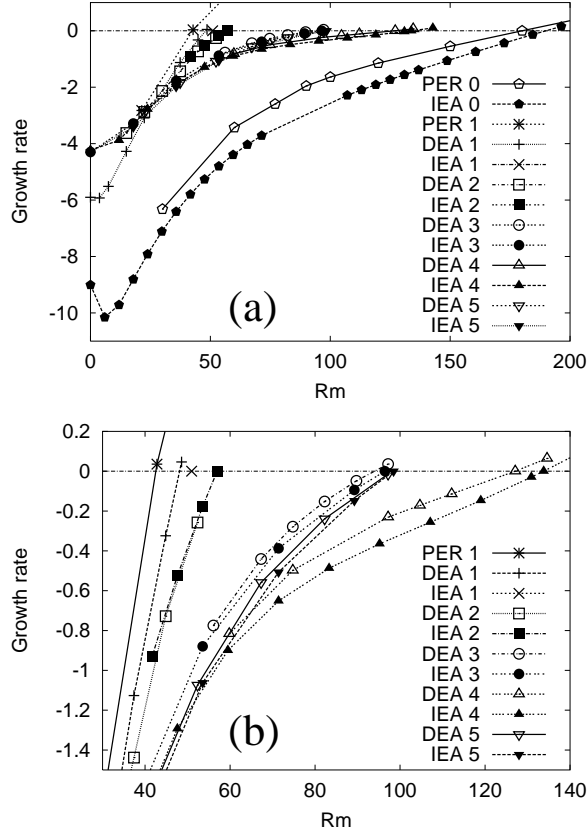 0
-2
-4
-6
-8
-10
Growth rate
0
50
100
150
200
Rm
(a)
PER 0
IEA 0
PER 1
DEA 1
IEA 1
DEA 2
IEA 2
DEA 3
IEA 3
DEA 4
IEA 4
DEA 5
IEA 5
0.2
0
-0.2
-0.4
-0.6
-0.8
-1
-1.2
-1.4
Growth rate
40
60
80
100
120
140
Rm
(b)
PER 1
DEA 1
IEA 1
DEA 2
IEA 2
DEA 3
IEA 3
DEA 4
IEA 4
DEA 5
IEA 5